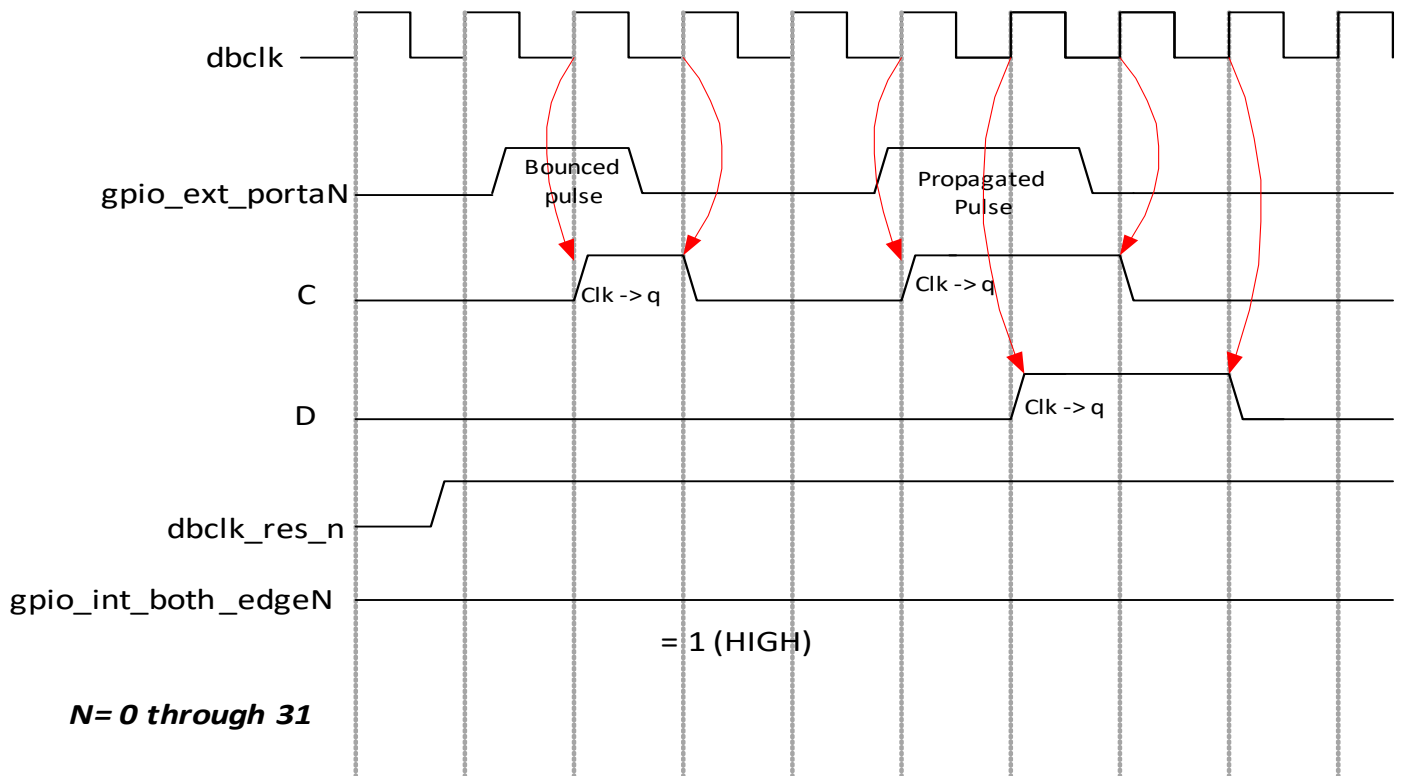 dbclk
gpio_ext_portaN
Bounced
pulse
Propagated
Pulse
C
Clk -> q
Clk -> q
D
Clk -> q
dbclk_res_n
gpio_int_both_edgeN
= 1 (HIGH)
N= 0 through 31